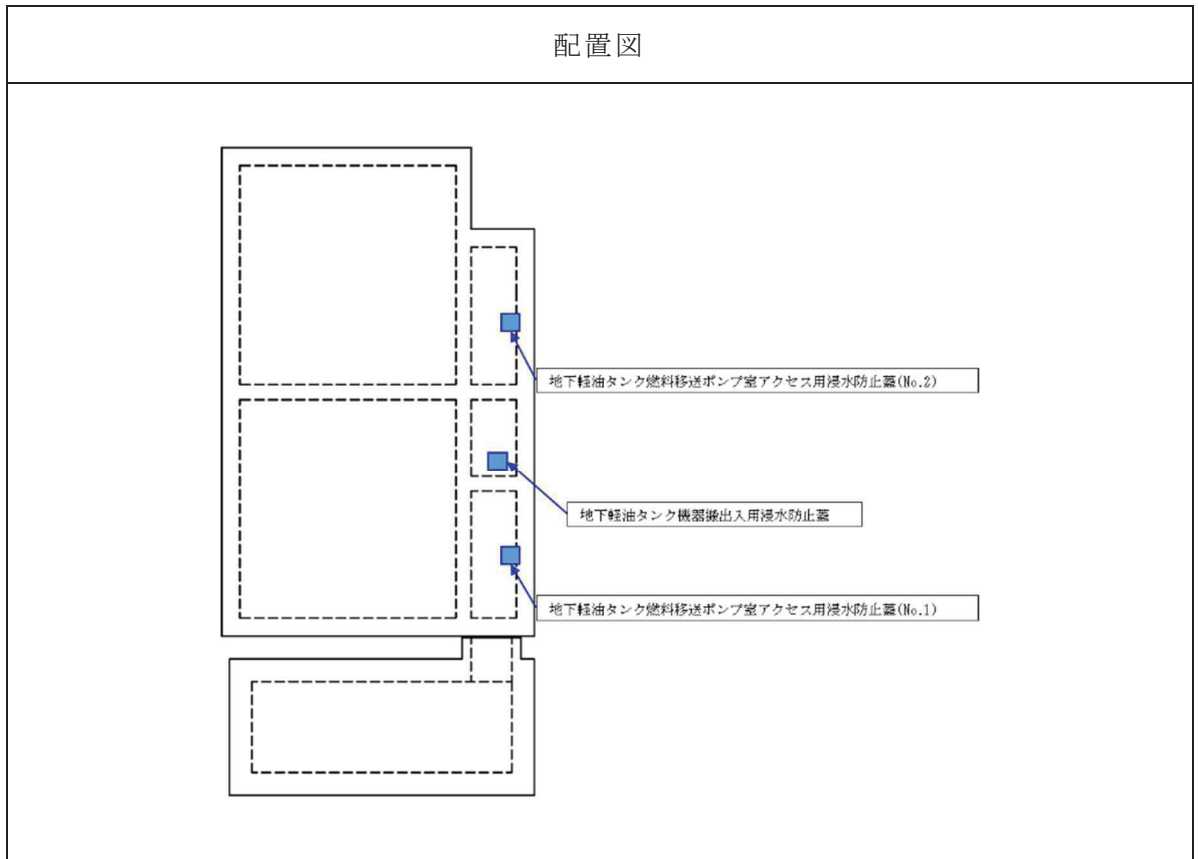 配置図
地下軽油タンク燃料移送ポンプ室アクセス用浸水防止蓋(No.2)
地下軽油タンク機器搬出入用浸水防止蓋
地下軽油タンク燃料移送ポンプ室アクセス用浸水防止蓋(No.1)